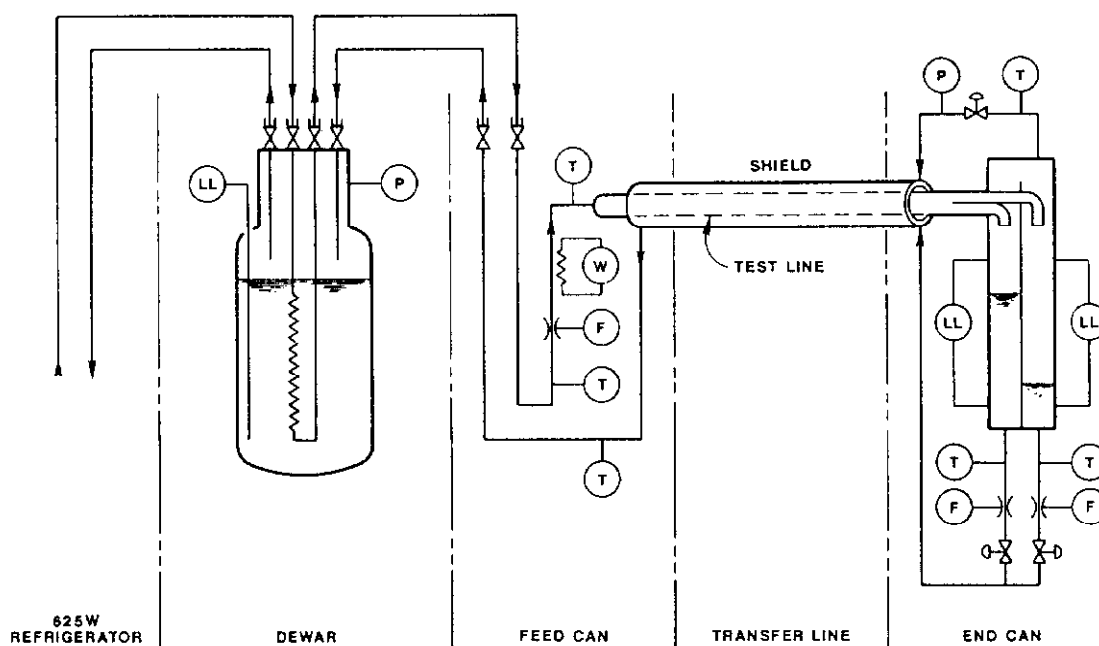 P
T
LL
P
T
SHIELD
TEST LINE
W
F
T
T
LL
LL
T
T
F
F
625W
REFRIGERATOR
DEWAR
FEED CAN
TRANSFER LINE
END CAN